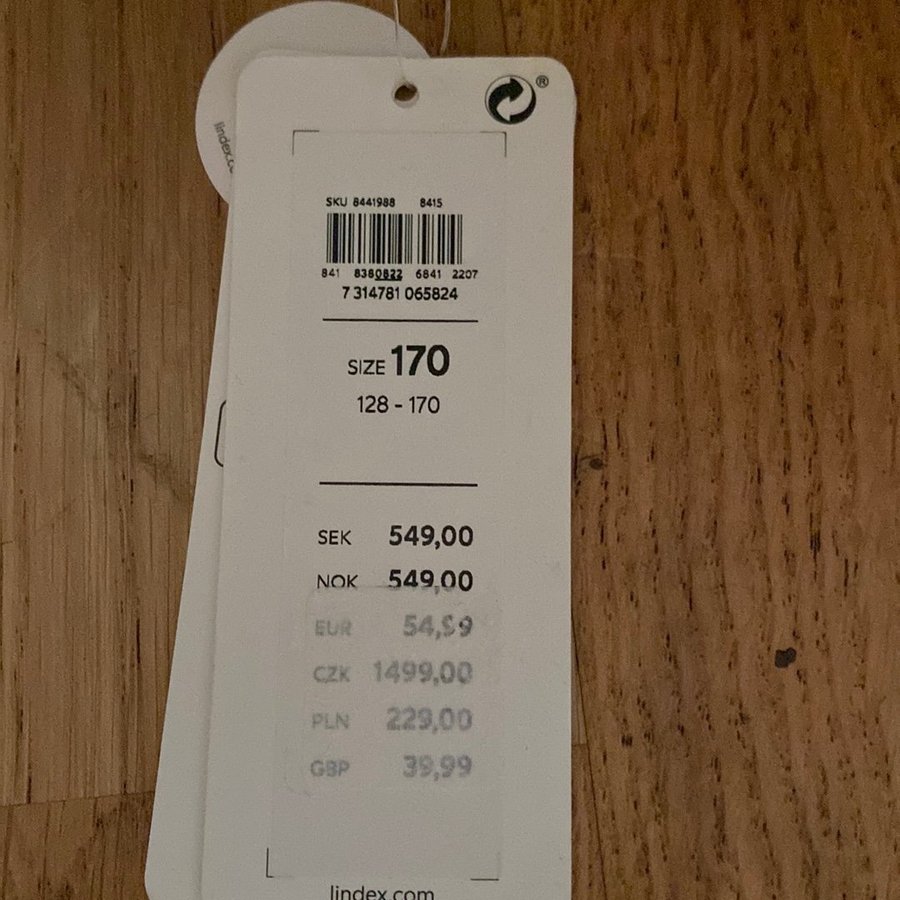 ®
SKU 8441988 8415
841 8380822 6841 2207
7 314781 065824
SIZE 170
128 - 170
SEK 549,00
NOK 549,00
EUR 54,99
CZK 1499,00
PLN 229,00
GBP 39,99
lindex.com